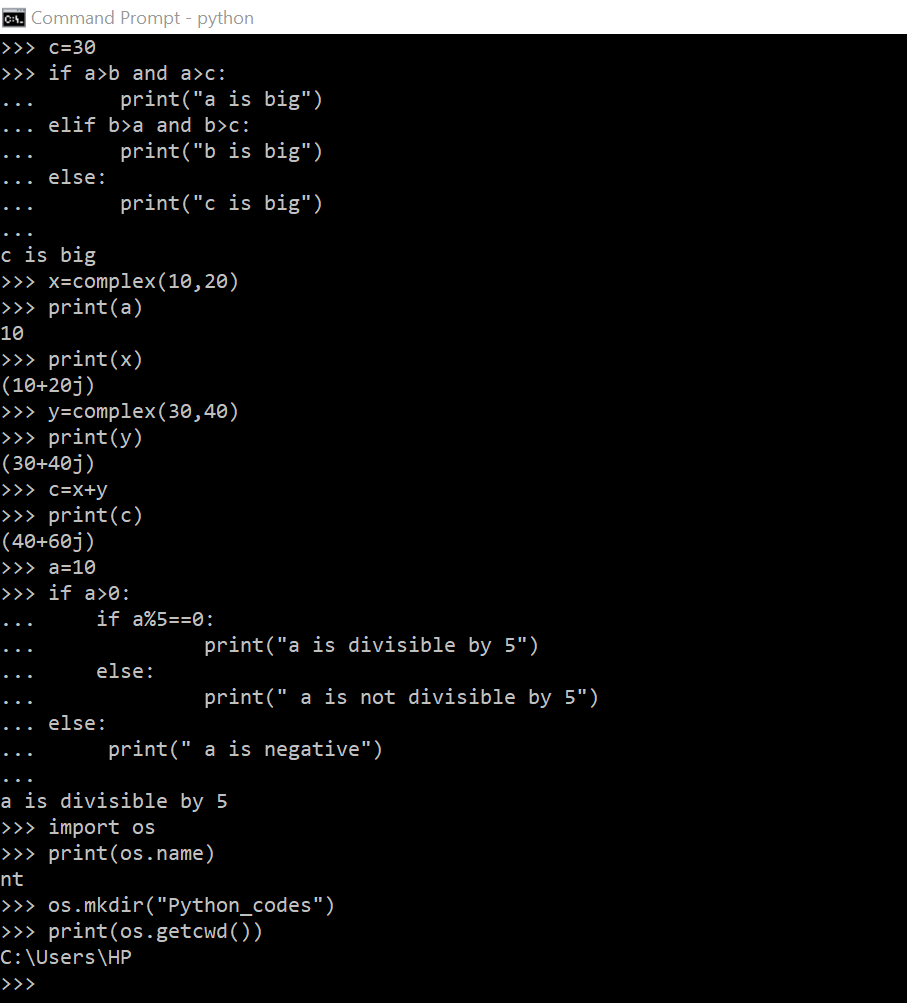 Command Prompt - python
>>> c=30
>>> if a>b and a>c:
...       print("a is big")
... elif b>a and b>c:
...       print("b is big")
... else:
...       print("c is big")
...
c is big
>>> x=complex(10,20)
>>> print(a)
10
>>> print(x)
(10+20j)
>>> y=complex(30,40)
>>> print(y)
(30+40j)
>>> c=x+y
>>> print(c)
(40+60j)
>>> a=10
>>> if a>0:
...     if a%5==0:
...              print("a is divisible by 5")
...     else:
...              print(" a is not divisible by 5")
... else:
...      print(" a is negative")
...
a is divisible by 5
>>> import os
>>> print(os.name)
nt
>>> os.mkdir("Python_codes")
>>> print(os.getcwd())
C:\Users\HP
>>>